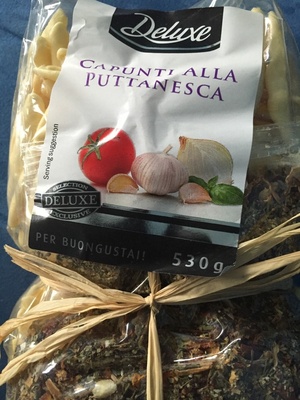 Deluxe
CAPUNTI ALLA
PUTTANESCA
Serving suggestion
SELECTION
DELUXE
EXCLUSIVE
PER BUONGUSTAI!
530g